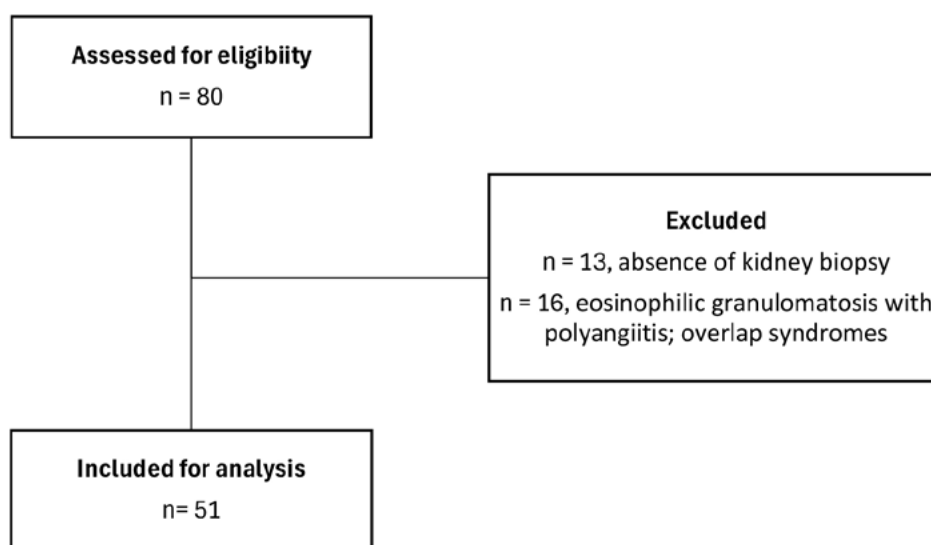 Assessed for eligibiity
n = 80
Excluded
n = 13, absence of kidney biopsy
n = 16, eosinophilic granulomatosis with
polyangiitis; overlap syndromes
Included for analysis
n= 51